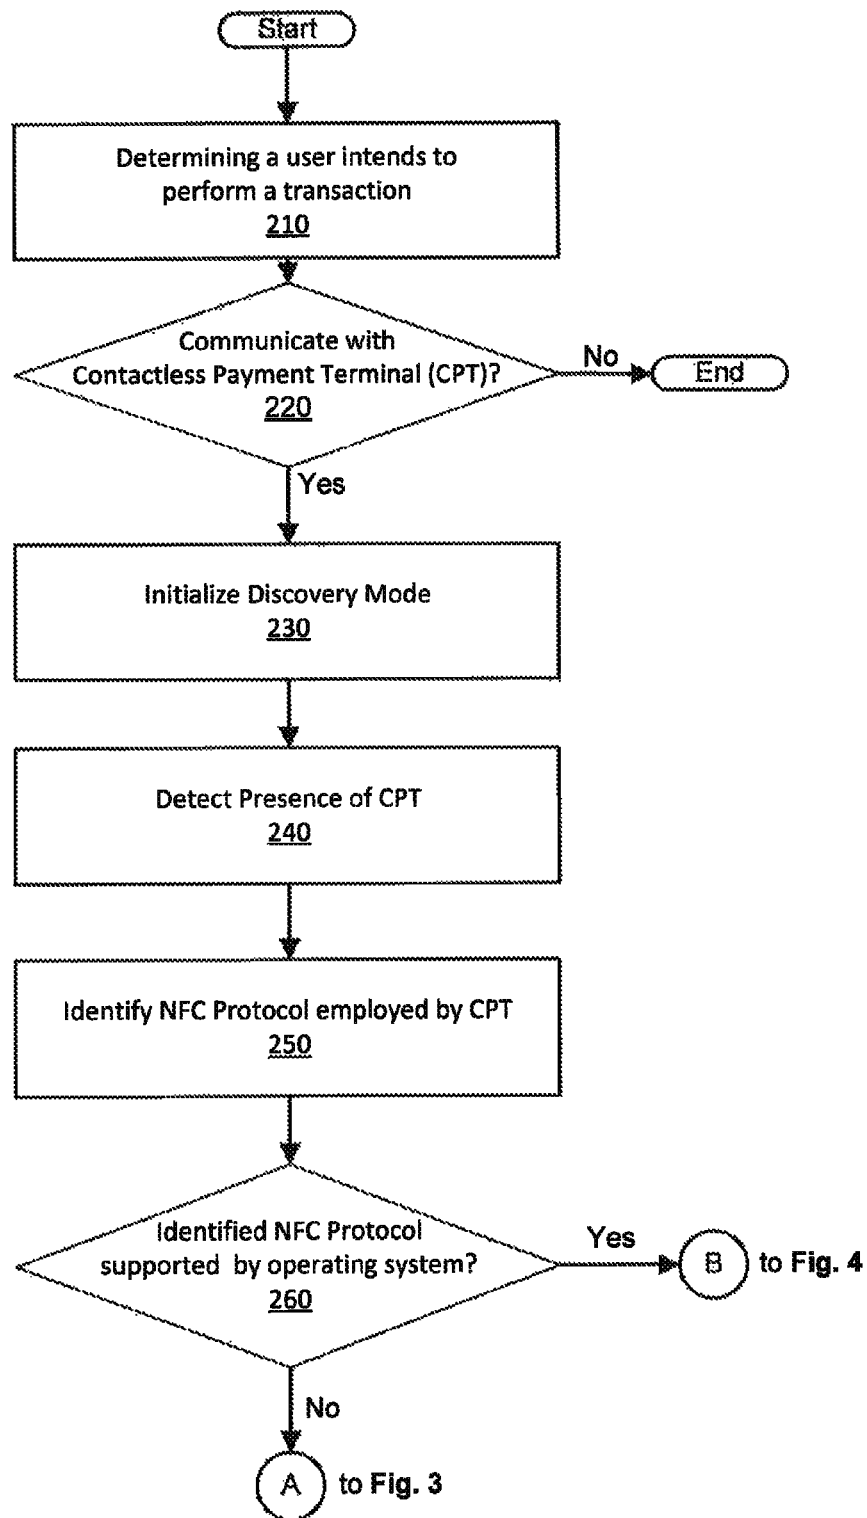 Start
Determining a user intends to
perform a transaction
210
Communicate with
Contactless Payment Terminal (CPT)?
220
No
End
Yes
Initialize Discovery Mode
230
Detect Presence of CPT
240
Identify NFC Protocol employed by CPT
250
Identified NFC Protocol
supported by operating system?
260
Yes
B
to Fig. 4
No
A
to Fig. 3